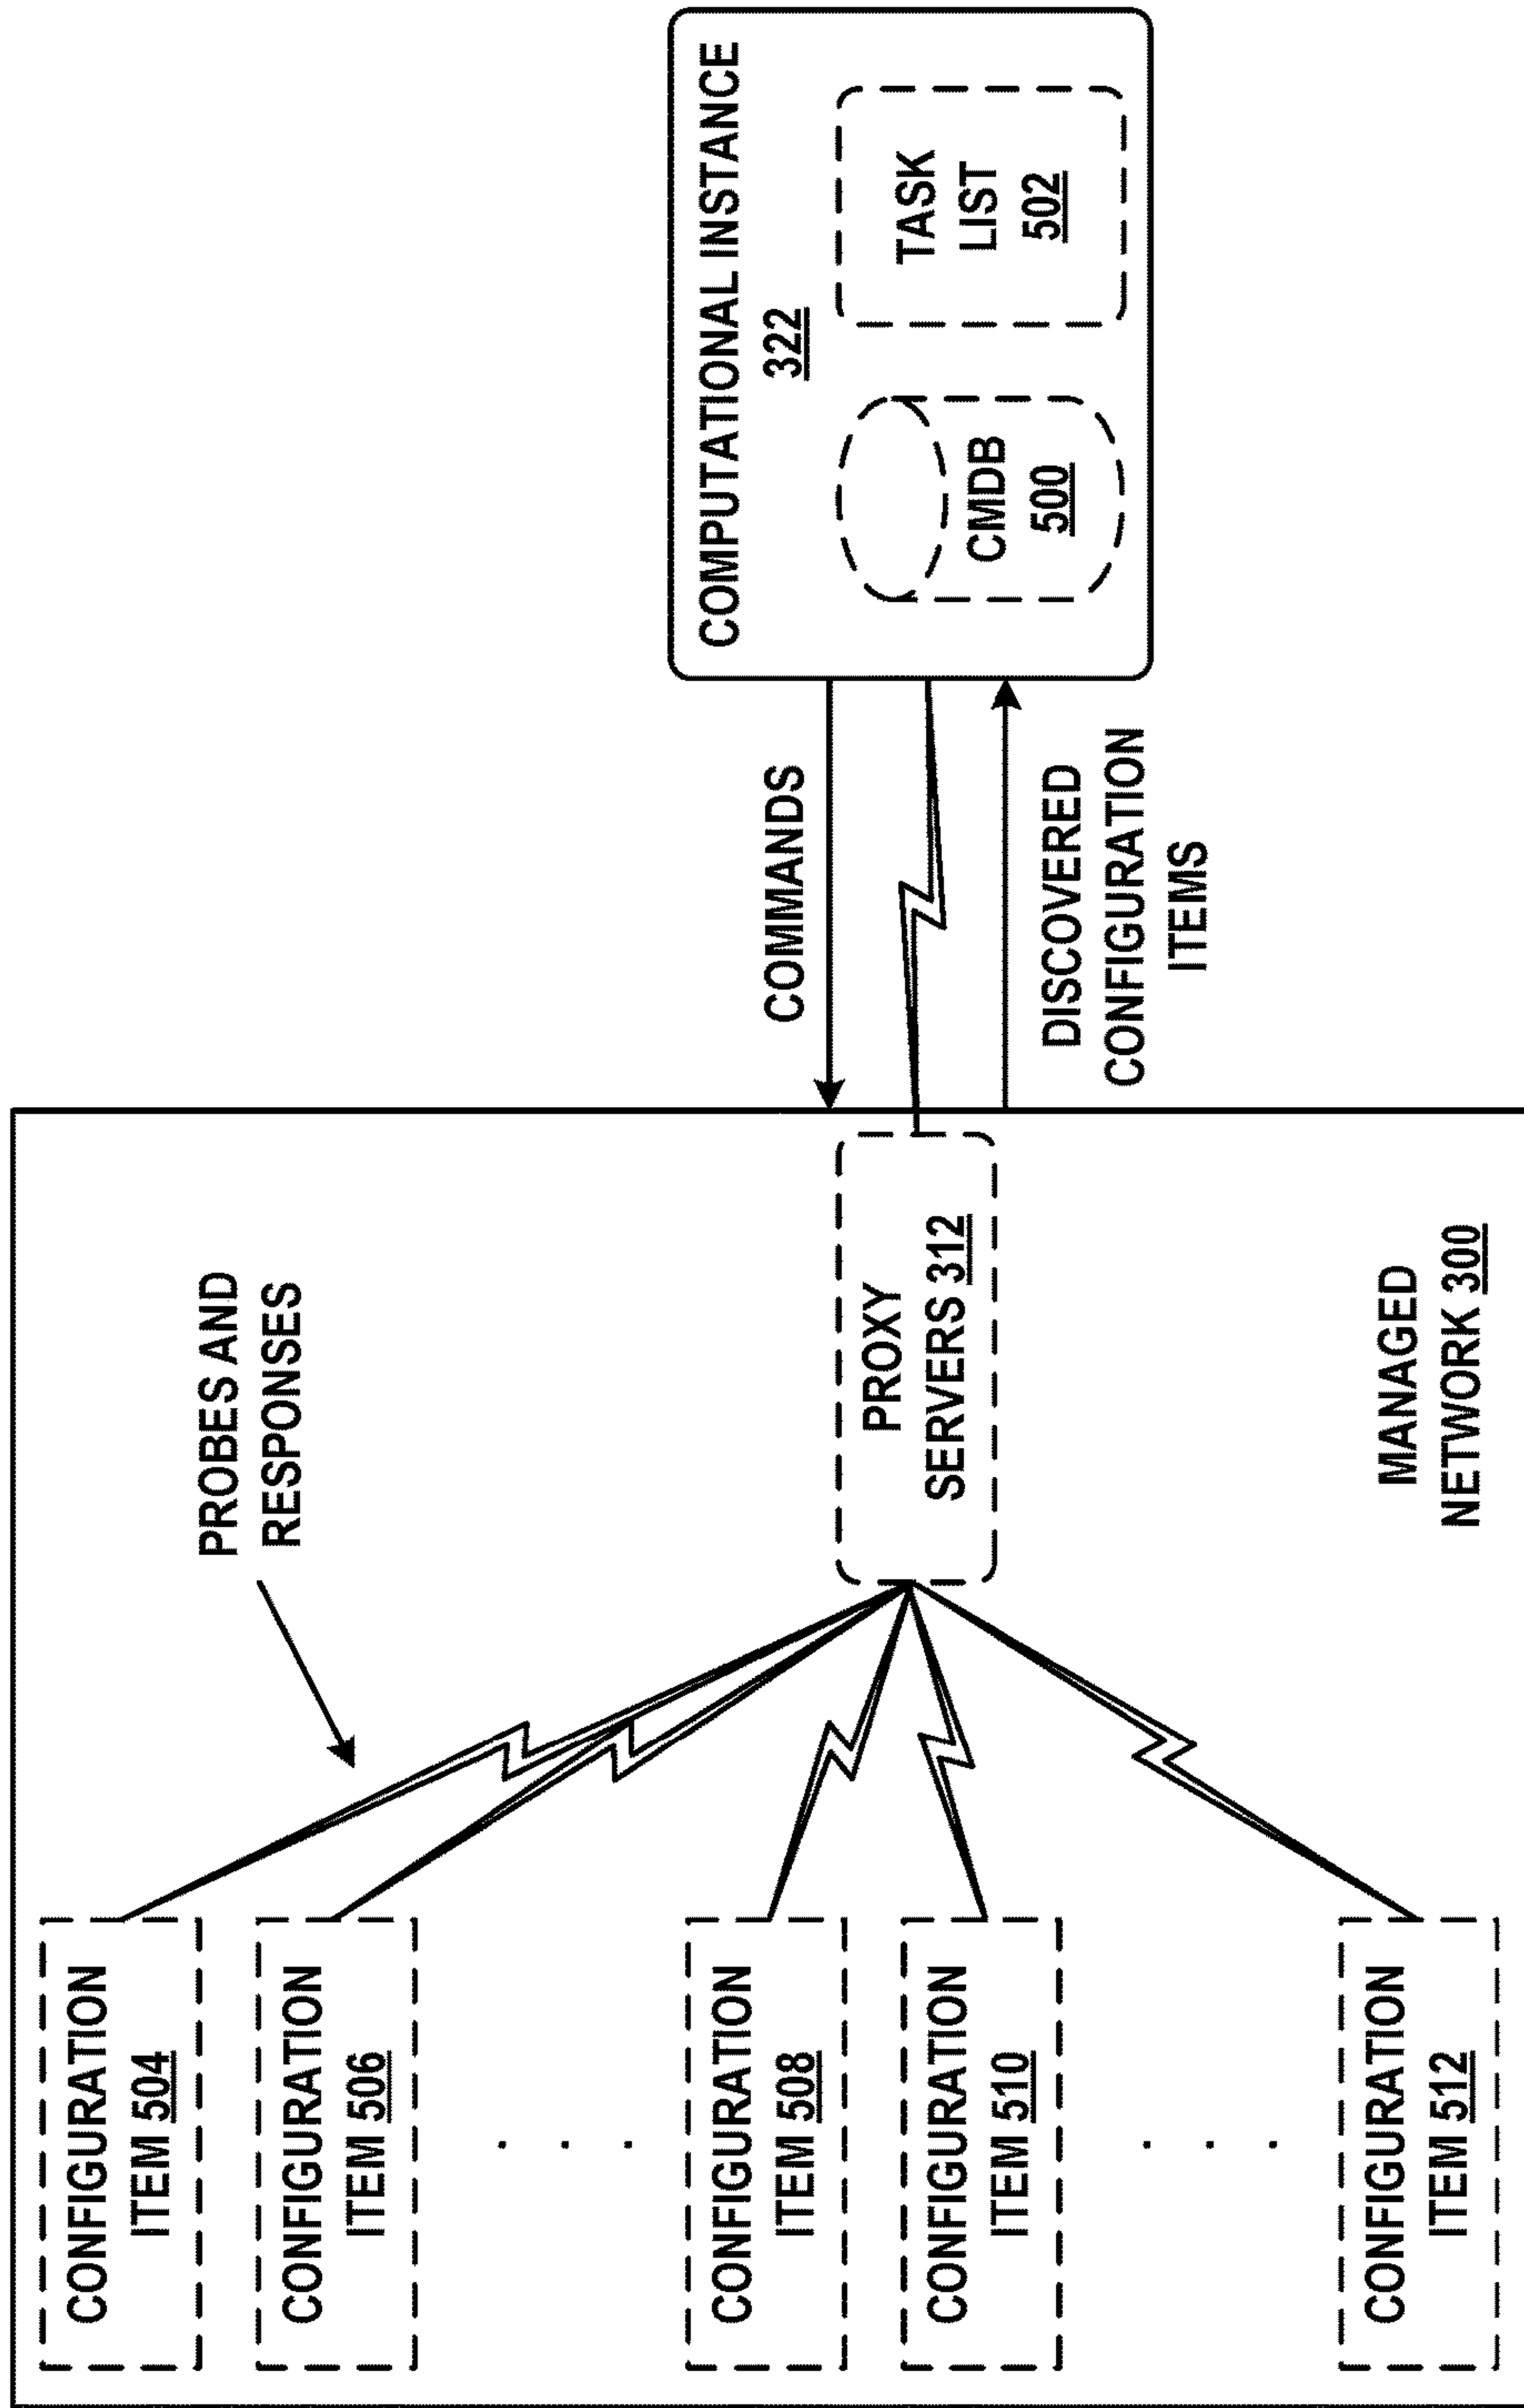 CONFIGURATION
ITEM 504
CONFIGURATION
ITEM 506
. . .
CONFIGURATION
ITEM 508
CONFIGURATION
ITEM 510
. . .
CONFIGURATION
ITEM 512
PROBES AND
RESPONSES
PROXY
SERVERS 312
MANAGED
NETWORK 300
COMMANDS
DISCOVERED
CONFIGURATION
ITEMS
COMPUTATIONAL INSTANCE
322
CMDB
500
TASK
LIST
502